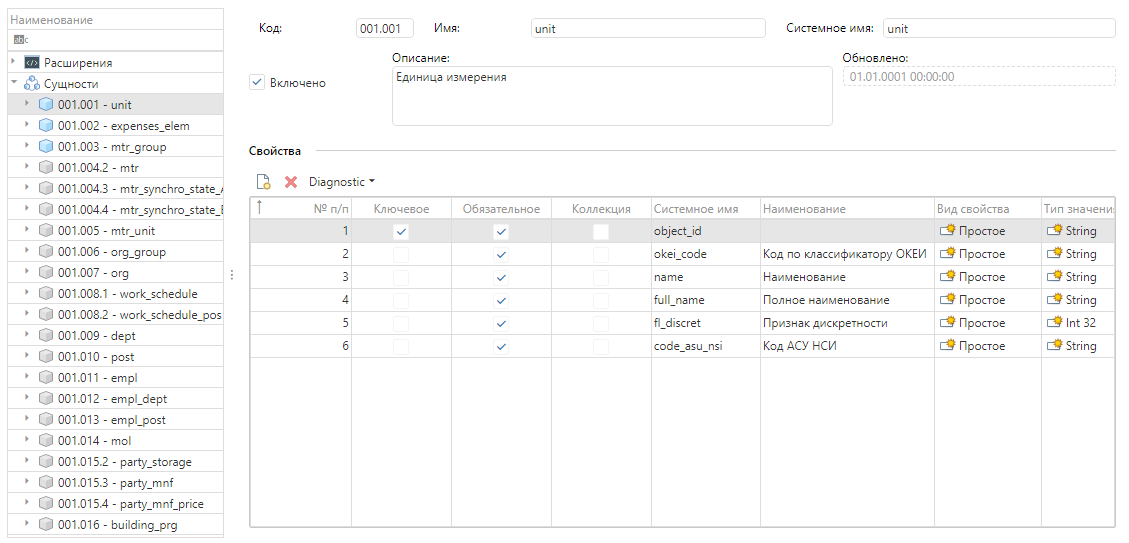 Наименование
abc
Расширения
Сущности
001.001 - unit
001.002 - expenses_elem
001.003 - mtr_group
001.004.2 - mtr
001.004.3 - mtr_synchro_state_
001.004.4 - mtr_synchro_state_
001.005 - mtr_unit
001.006 - org_group
001.007 - org
001.008.1 - work_schedule
001.008.2 - work_schedule_pos
001.009 - dept
001.010 - post
001.011 - empl
001.012 - empl_dept
001.013 - empl_post
001.014 - mol
001.015.2 - party_storage
001.015.3 - party_mnf
001.015.4 - party_mnf_price
001.016 - building_prg
Код: 001.001 Имя: unit Системное имя: unit
Включено
Описание:
Единица измерения
Обновлено:
01.01.0001 00:00:00
Свойства
Diagnostic
№ п/п Ключевое Обязательное Коллекция Системное имя Наименование Вид свойства Тип значения
1 object_id Простое String
2 okei_code Код по классификатору ОКЕИ Простое String
3 name Наименование Простое String
4 full_name Полное наименование Простое String
5 fl_discret Признак дискретности Простое Int 32
6 code_asu_nsi Код АСУ НСИ Простое String